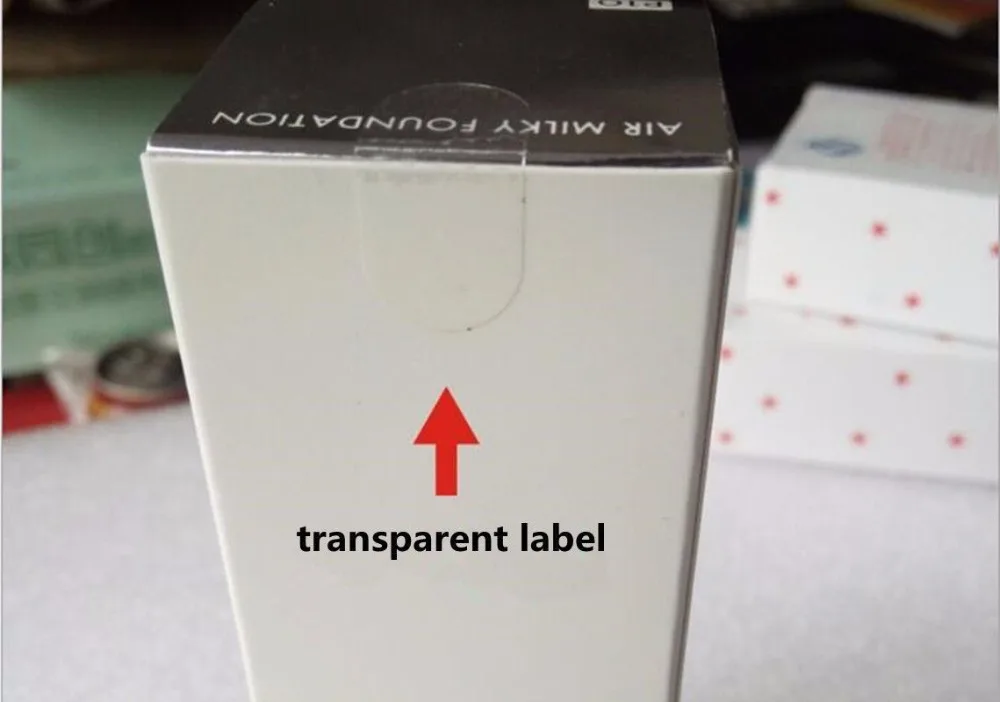 AIR MILKY FOUNDATION
transparent label